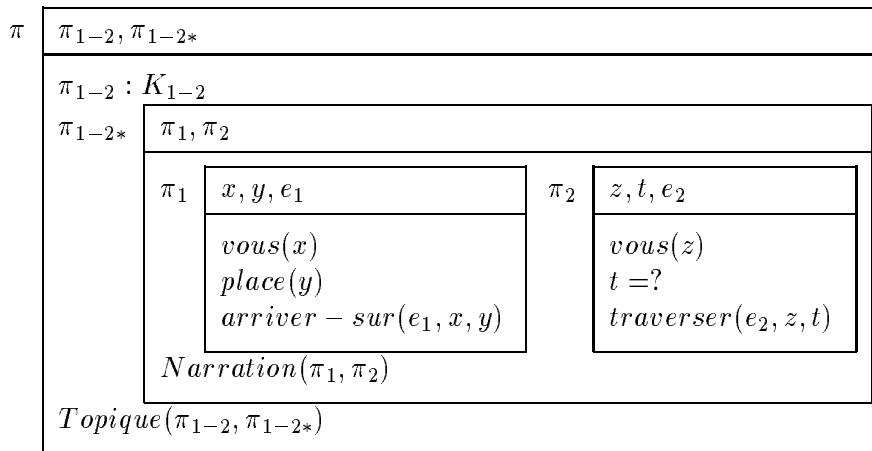 π π₁₋₂, π₁₋₂*
π₁₋₂ : K₁₋₂
π₁₋₂* π₁, π₂
π₁ x, y, e₁ π₂ z, t, e₂
vous(x) vous(z)
place(y) t =?
arriver − sur(e₁, x, y) traverser(e₂, z, t)
Narration(π₁, π₂)
Topique(π₁₋₂, π₁₋₂*)